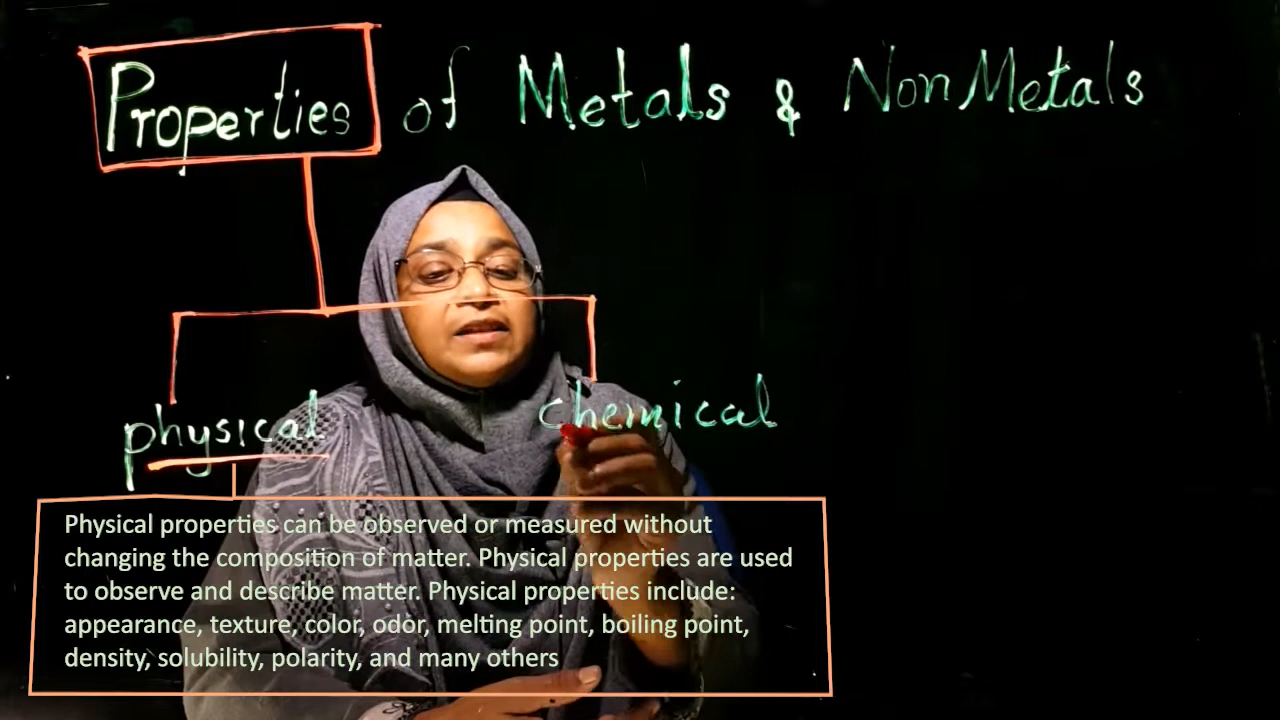 Properties of Metals & NonMetals
physical chemical
Physical properties can be observed or measured without
changing the composition of matter. Physical properties are used
to observe and describe matter. Physical properties include:
appearance, texture, color, odor, melting point, boiling point,
density, solubility, polarity, and many others